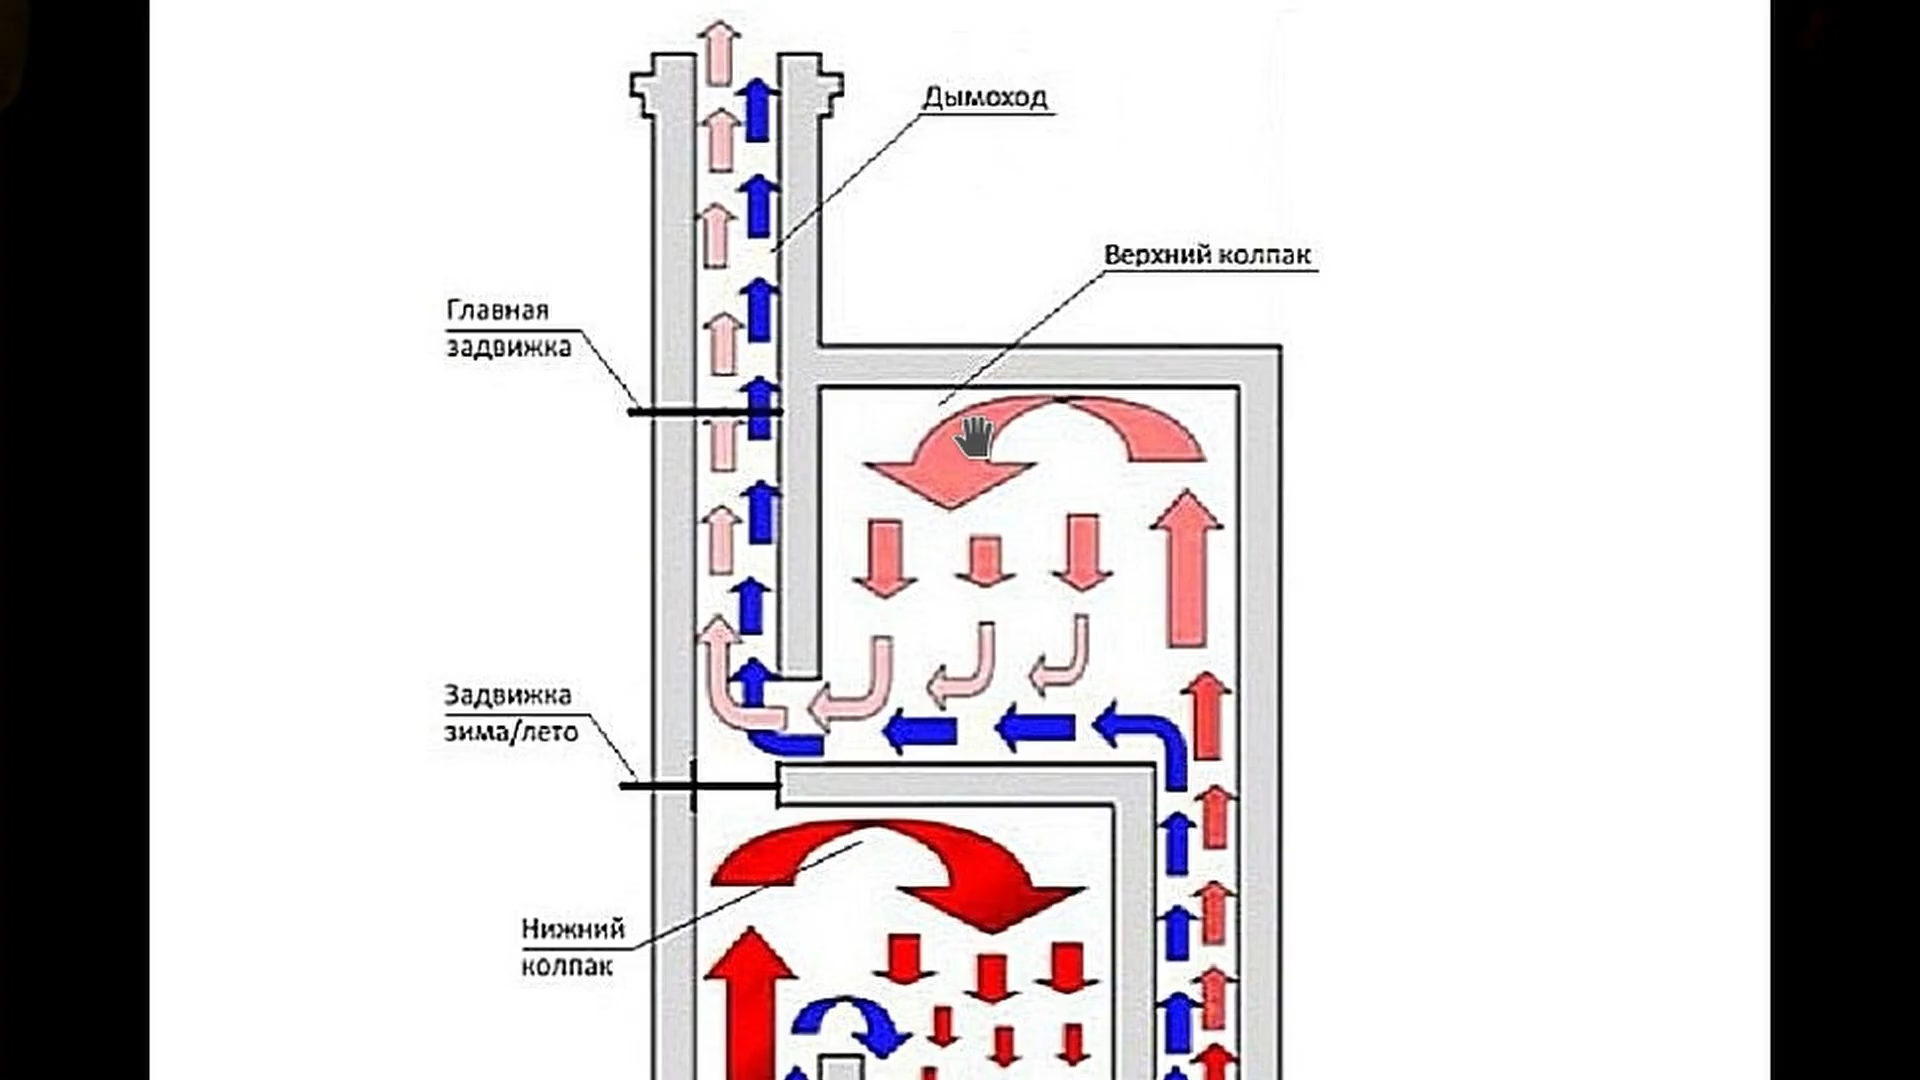 Дымоход
Верхний колпак
Главная
задвижка
Задвижка
зима/лето
Нижний
колпак